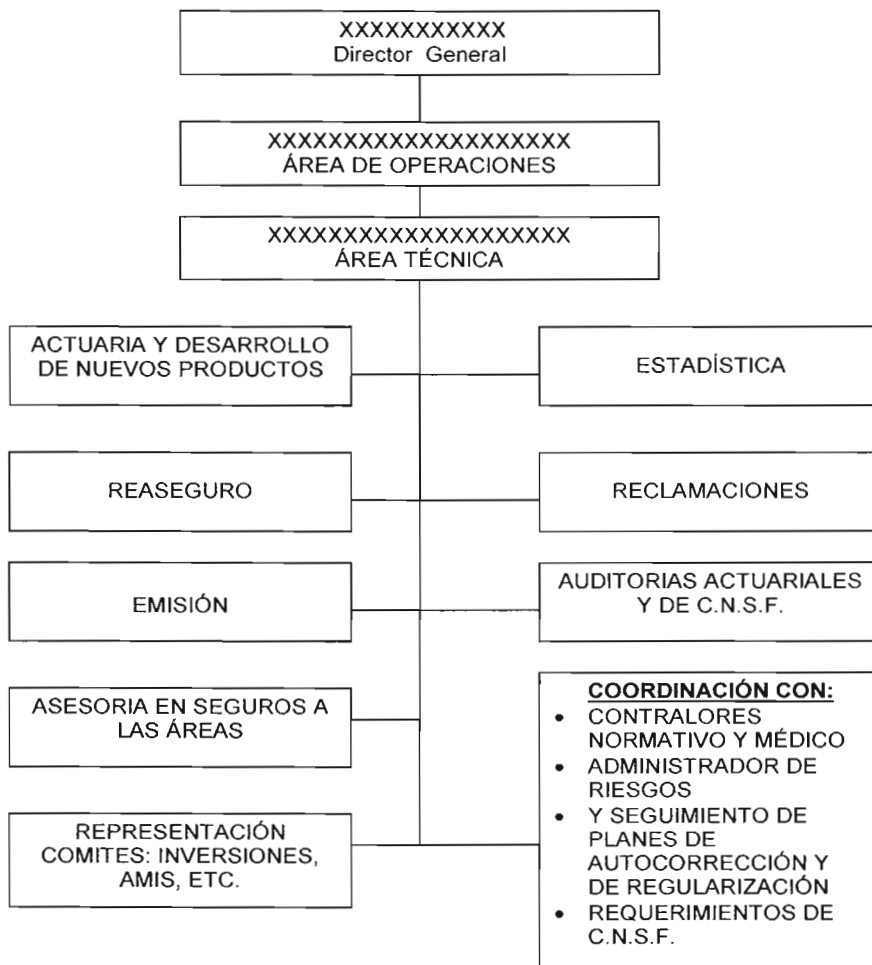 XXXXXXXXXXX
Director General
XXXXXXXXXXXXXXXXXXXX
ÁREA DE OPERACIONES
XXXXXXXXXXXXXXXXXXXX
ÁREA TÉCNICA
ACTUARIA Y DESARROLLO
DE NUEVOS PRODUCTOS
ESTADÍSTICA
REASEGURO
RECLAMACIONES
EMISIÓN
AUDITORIAS ACTUARIALES
Y DE C.N.S.F.
ASESORIA EN SEGUROS A
LAS ÁREAS
COORDINACIÓN CON:
• CONTRALORES
NORMATIVO Y MÉDICO
• ADMINISTRADOR DE
RIESGOS
• Y SEGUIMIENTO DE
PLANES DE
AUTOCORRECCIÓN Y
DE REGULARIZACIÓN
• REQUERIMIENTOS DE
C.N.S.F.
REPRESENTACIÓN
COMITES: INVERSIONES,
AMIS, ETC.